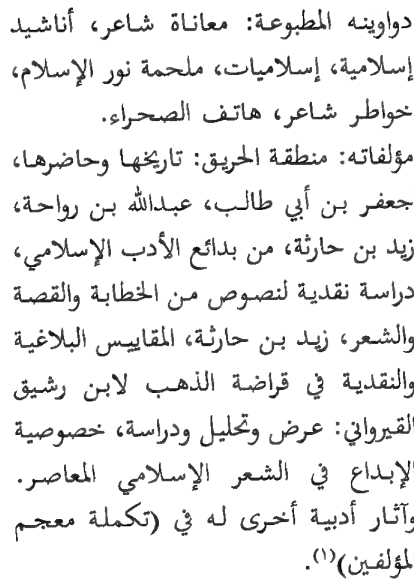 دواوينه المطبوعة: معاناة شاعر، أناشيد
إسلامية، إسلاميات، ملحمة نور الإسلام،
خواطر شاعر، هاتف الصحراء.
مؤلفاته: منطقة الحريق: تاريخها وحاضرها،
جعفر بن أبي طالب، عبدالله بن رواحة،
زيد بن حارثة، من بدائع الأدب الإسلامي،
دراسة نقدية لنصوص من الخطابة والقصة
والشعر، زيد بن حارثة، المقاييس البلاغية
والنقدية في قراضة الذهب لابن رشيق
القيرواني: عرض وتحليل ودراسة، خصوصية
الإبداع في الشعر الإسلامي المعاصر.
وآثار أدبية أخرى له في (تكملة معجم
المؤلفين)(١).